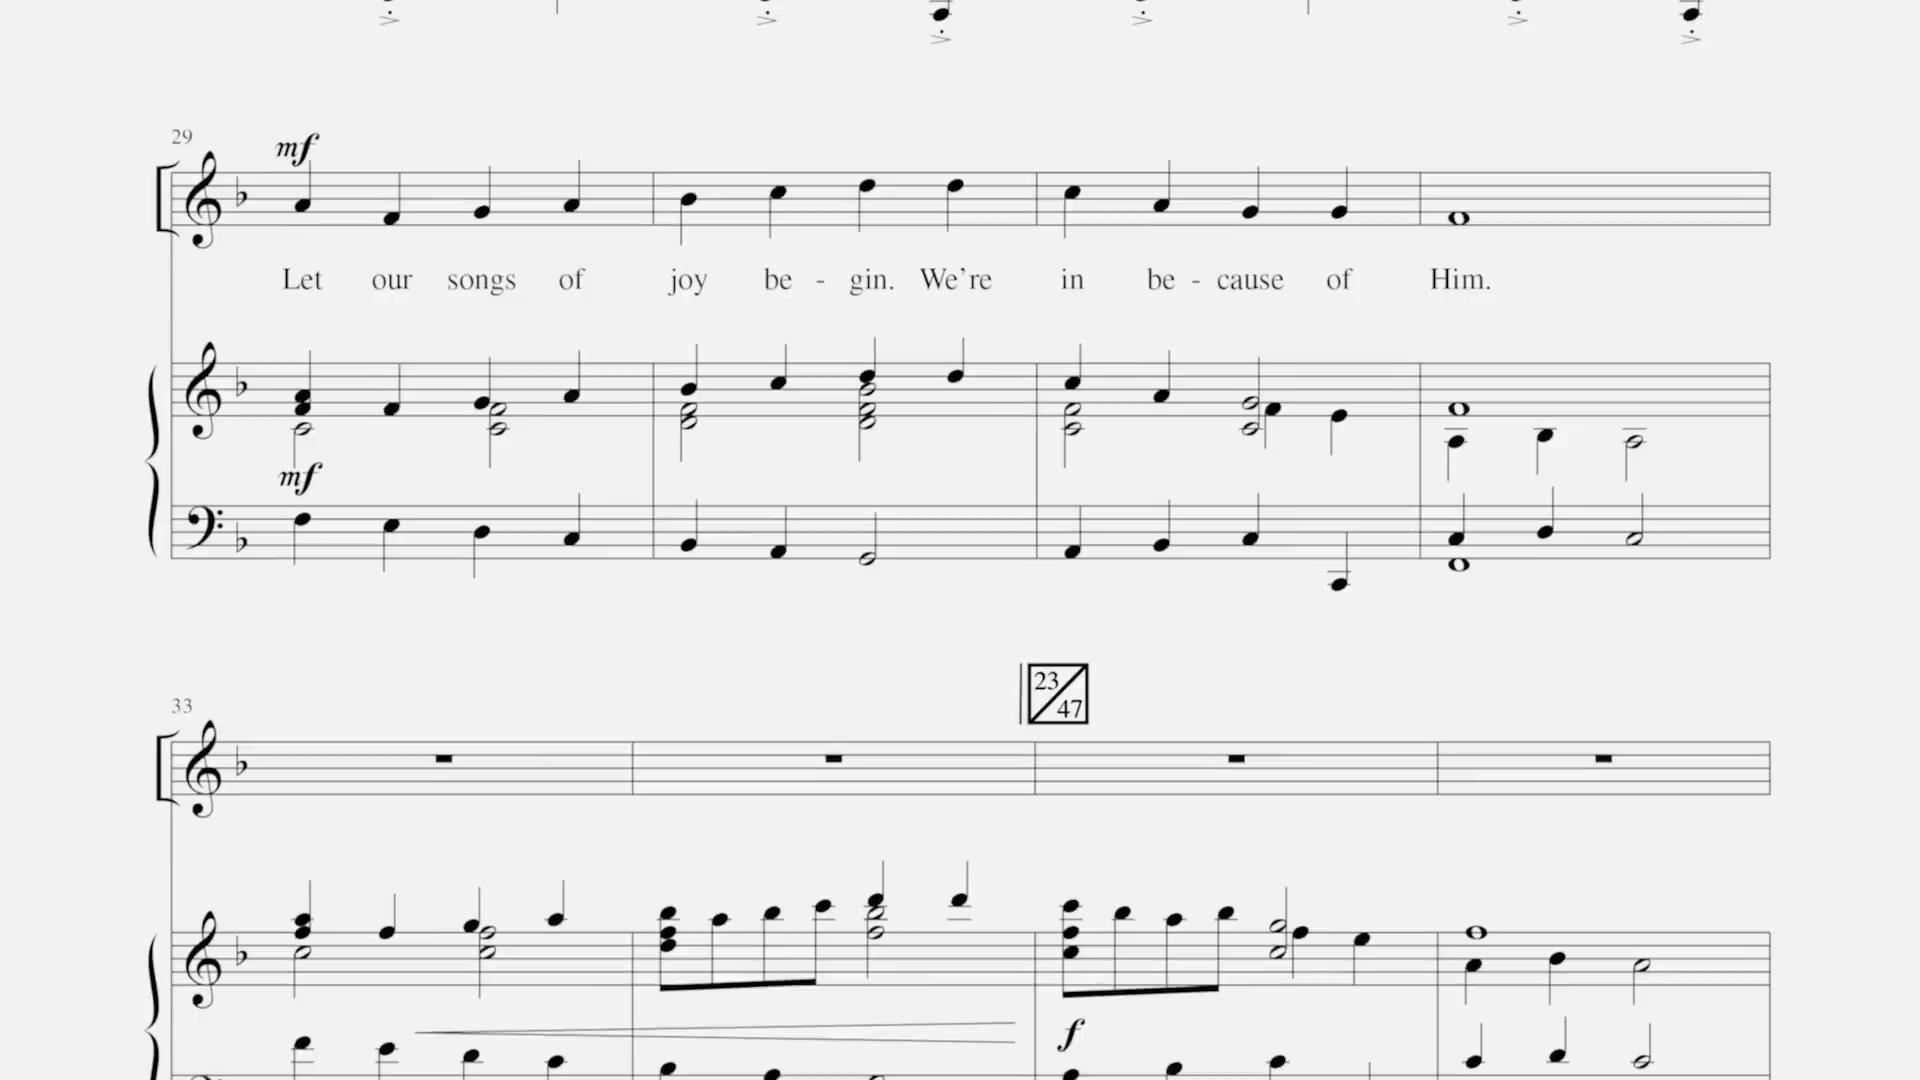 29
mf
Let our songs of joy be - gin. We're in be - cause of Him.
mf
23
47
33
f